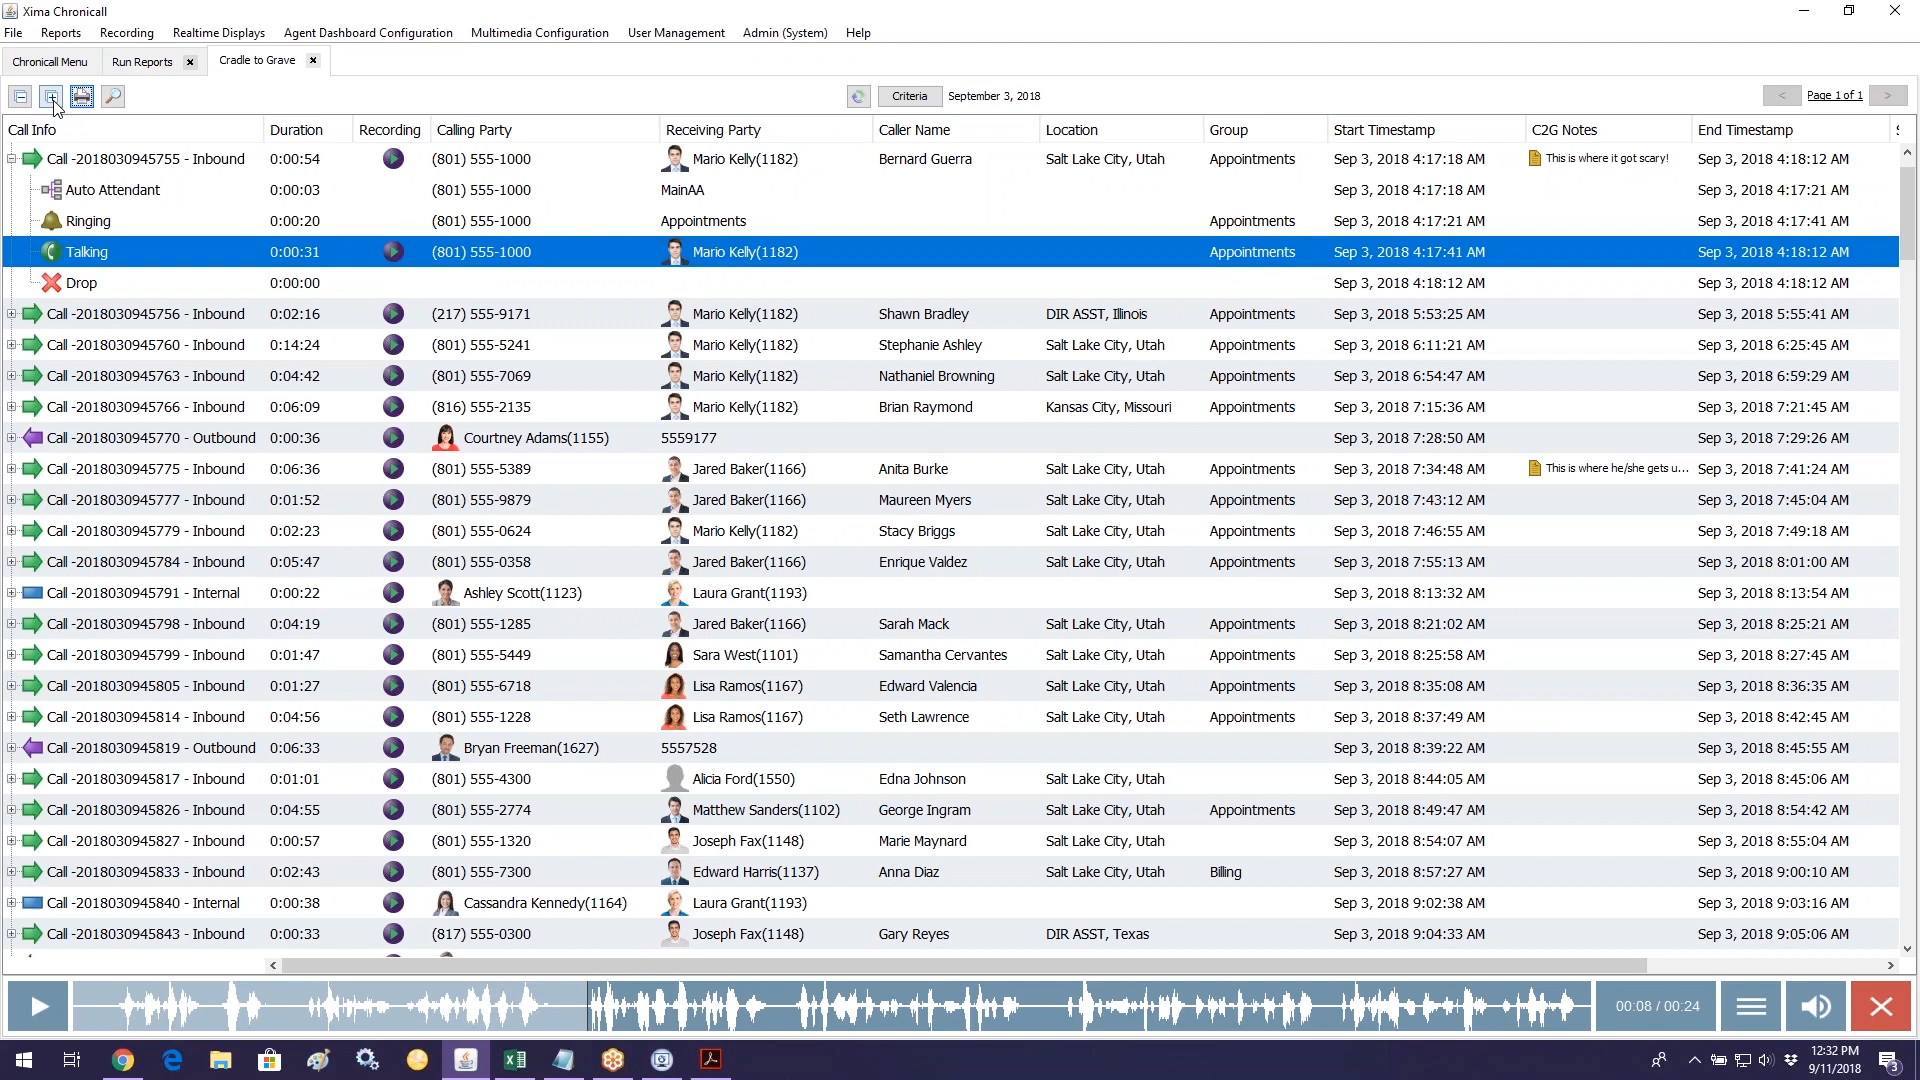 Xima Chronicall
File Reports Recording Realtime Displays Agent Dashboard Configuration Multimedia Configuration User Management Admin (System) Help
Chronicall Menu Run Reports Cradle to Grave
Criteria September 3, 2018 < Page 1 of 1 >
Call Info Duration Recording Calling Party Receiving Party Caller Name Location Group Start Timestamp C2G Notes End Timestamp
Call -2018030945755 - Inbound 0:00:54 (801) 555-1000 Mario Kelly(1182) Bernard Guerra Salt Lake City, Utah Appointments Sep 3, 2018 4:17:18 AM This is where it got scary! Sep 3, 2018 4:18:12 AM
Auto Attendant 0:00:03 (801) 555-1000 MainAA Sep 3, 2018 4:17:18 AM Sep 3, 2018 4:17:21 AM
Ringing 0:00:20 (801) 555-1000 Appointments Appointments Sep 3, 2018 4:17:21 AM Sep 3, 2018 4:17:41 AM
Talking 0:00:31 (801) 555-1000 Mario Kelly(1182) Appointments Sep 3, 2018 4:17:41 AM Sep 3, 2018 4:18:12 AM
Drop 0:00:00 Sep 3, 2018 4:18:12 AM Sep 3, 2018 4:18:12 AM
Call -2018030945756 - Inbound 0:02:16 (217) 555-9171 Mario Kelly(1182) Shawn Bradley DIR ASST, Illinois Appointments Sep 3, 2018 5:53:25 AM Sep 3, 2018 5:55:41 AM
Call -2018030945760 - Inbound 0:14:24 (801) 555-5241 Mario Kelly(1182) Stephanie Ashley Salt Lake City, Utah Appointments Sep 3, 2018 6:11:21 AM Sep 3, 2018 6:25:45 AM
Call -2018030945763 - Inbound 0:04:42 (801) 555-7069 Mario Kelly(1182) Nathaniel Browning Salt Lake City, Utah Appointments Sep 3, 2018 6:54:47 AM Sep 3, 2018 6:59:29 AM
Call -2018030945766 - Inbound 0:06:09 (816) 555-2135 Mario Kelly(1182) Brian Raymond Kansas City, Missouri Appointments Sep 3, 2018 7:15:36 AM Sep 3, 2018 7:21:45 AM
Call -2018030945770 - Outbound 0:00:36 Courtney Adams(1155) 5559177 Sep 3, 2018 7:28:50 AM Sep 3, 2018 7:29:26 AM
Call -2018030945775 - Inbound 0:06:36 (801) 555-5389 Jared Baker(1166) Anita Burke Salt Lake City, Utah Appointments Sep 3, 2018 7:34:48 AM This is where he/she gets u... Sep 3, 2018 7:41:24 AM
Call -2018030945777 - Inbound 0:01:52 (801) 555-9879 Jared Baker(1166) Maureen Myers Salt Lake City, Utah Appointments Sep 3, 2018 7:43:12 AM Sep 3, 2018 7:45:04 AM
Call -2018030945779 - Inbound 0:02:23 (801) 555-0624 Mario Kelly(1182) Stacy Briggs Salt Lake City, Utah Appointments Sep 3, 2018 7:46:55 AM Sep 3, 2018 7:49:18 AM
Call -2018030945784 - Inbound 0:05:47 (801) 555-0358 Jared Baker(1166) Enrique Valdez Salt Lake City, Utah Appointments Sep 3, 2018 7:55:13 AM Sep 3, 2018 8:01:00 AM
Call -2018030945791 - Internal 0:00:22 Ashley Scott(1123) Laura Grant(1193) Sep 3, 2018 8:13:32 AM Sep 3, 2018 8:13:54 AM
Call -2018030945798 - Inbound 0:04:19 (801) 555-1285 Jared Baker(1166) Sarah Mack Salt Lake City, Utah Appointments Sep 3, 2018 8:21:02 AM Sep 3, 2018 8:25:21 AM
Call -2018030945799 - Inbound 0:01:47 (801) 555-5449 Sara West(1101) Samantha Cervantes Salt Lake City, Utah Appointments Sep 3, 2018 8:25:58 AM Sep 3, 2018 8:27:45 AM
Call -2018030945805 - Inbound 0:01:27 (801) 555-6718 Lisa Ramos(1167) Edward Valencia Salt Lake City, Utah Appointments Sep 3, 2018 8:35:08 AM Sep 3, 2018 8:36:35 AM
Call -2018030945814 - Inbound 0:04:56 (801) 555-1228 Lisa Ramos(1167) Seth Lawrence Salt Lake City, Utah Appointments Sep 3, 2018 8:37:49 AM Sep 3, 2018 8:42:45 AM
Call -2018030945819 - Outbound 0:06:33 Bryan Freeman(1627) 5557528 Sep 3, 2018 8:39:22 AM Sep 3, 2018 8:45:55 AM
Call -2018030945817 - Inbound 0:01:01 (801) 555-4300 Alicia Ford(1550) Edna Johnson Salt Lake City, Utah Sep 3, 2018 8:44:05 AM Sep 3, 2018 8:45:06 AM
Call -2018030945826 - Inbound 0:04:55 (801) 555-2774 Matthew Sanders(1102) George Ingram Salt Lake City, Utah Appointments Sep 3, 2018 8:49:47 AM Sep 3, 2018 8:54:42 AM
Call -2018030945827 - Inbound 0:00:57 (801) 555-1320 Joseph Fax(1148) Marie Maynard Salt Lake City, Utah Sep 3, 2018 8:54:07 AM Sep 3, 2018 8:55:04 AM
Call -2018030945833 - Inbound 0:02:43 (801) 555-7300 Edward Harris(1137) Anna Diaz Salt Lake City, Utah Billing Sep 3, 2018 8:57:27 AM Sep 3, 2018 9:00:10 AM
Call -2018030945840 - Internal 0:00:38 Cassandra Kennedy(1164) Laura Grant(1193) Sep 3, 2018 9:02:38 AM Sep 3, 2018 9:03:16 AM
Call -2018030945843 - Inbound 0:00:33 (817) 555-0300 Joseph Fax(1148) Gary Reyes DIR ASST, Texas Sep 3, 2018 9:04:33 AM Sep 3, 2018 9:05:06 AM
00:08 / 00:24
12:32 PM
9/11/2018
3